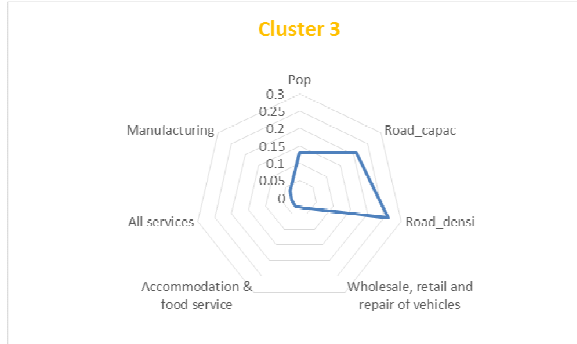 Cluster 3
Pop
0.3
0.25
0.2
0.15
0.1
0.05
0
Road_capac
Manufacturing
All services
Road_densi
Accommodation &
food service
Wholesale, retail and
repair of vehicles